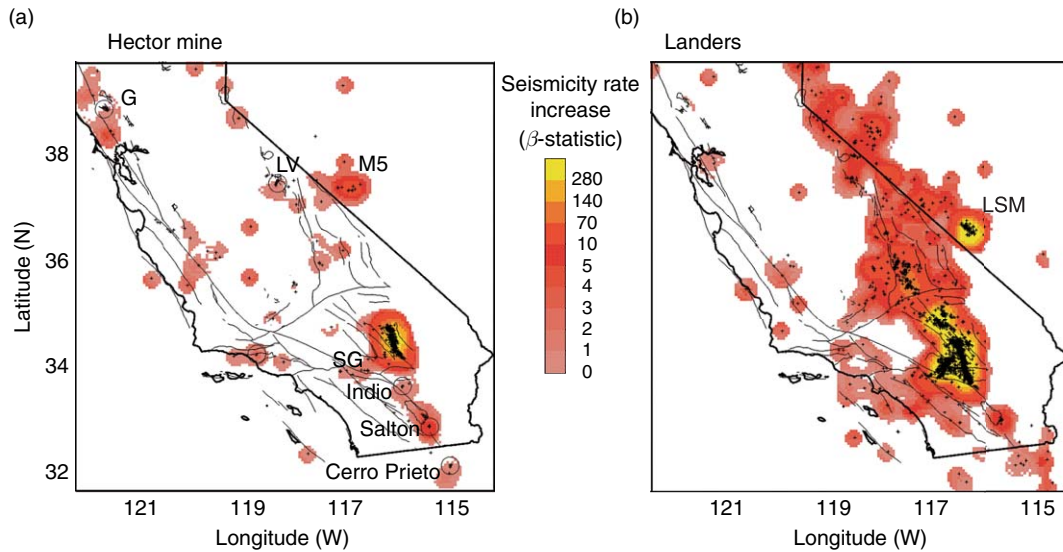 (a)
Hector mine
G
LV
M5
SG
Indio
Salton
Cerro Prieto
38
36
34
32
Latitude (N)
121
119
117
115
Longitude (W)
Seismicity rate
increase
(β-statistic)
280
140
70
10
5
4
3
2
1
0
(b)
Landers
LSM
121
119
117
115
Longitude (W)